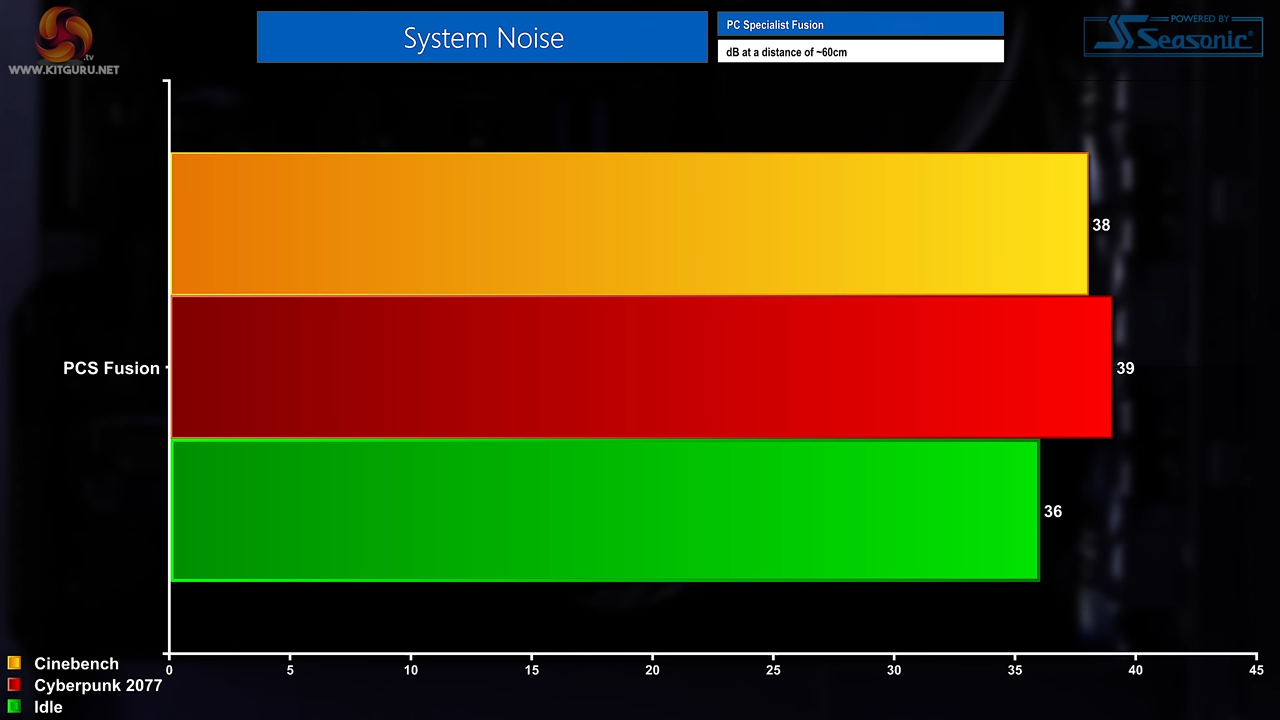 System Noise
PC Specialist Fusion
dB at a distance of ~60cm
POWERED BY
Seasonic®
.tv
WWW.KITGURU.NET
38
39
PCS Fusion
36
0 5 10 15 20 25 30 35 40 45
Cinebench
Cyberpunk 2077
Idle